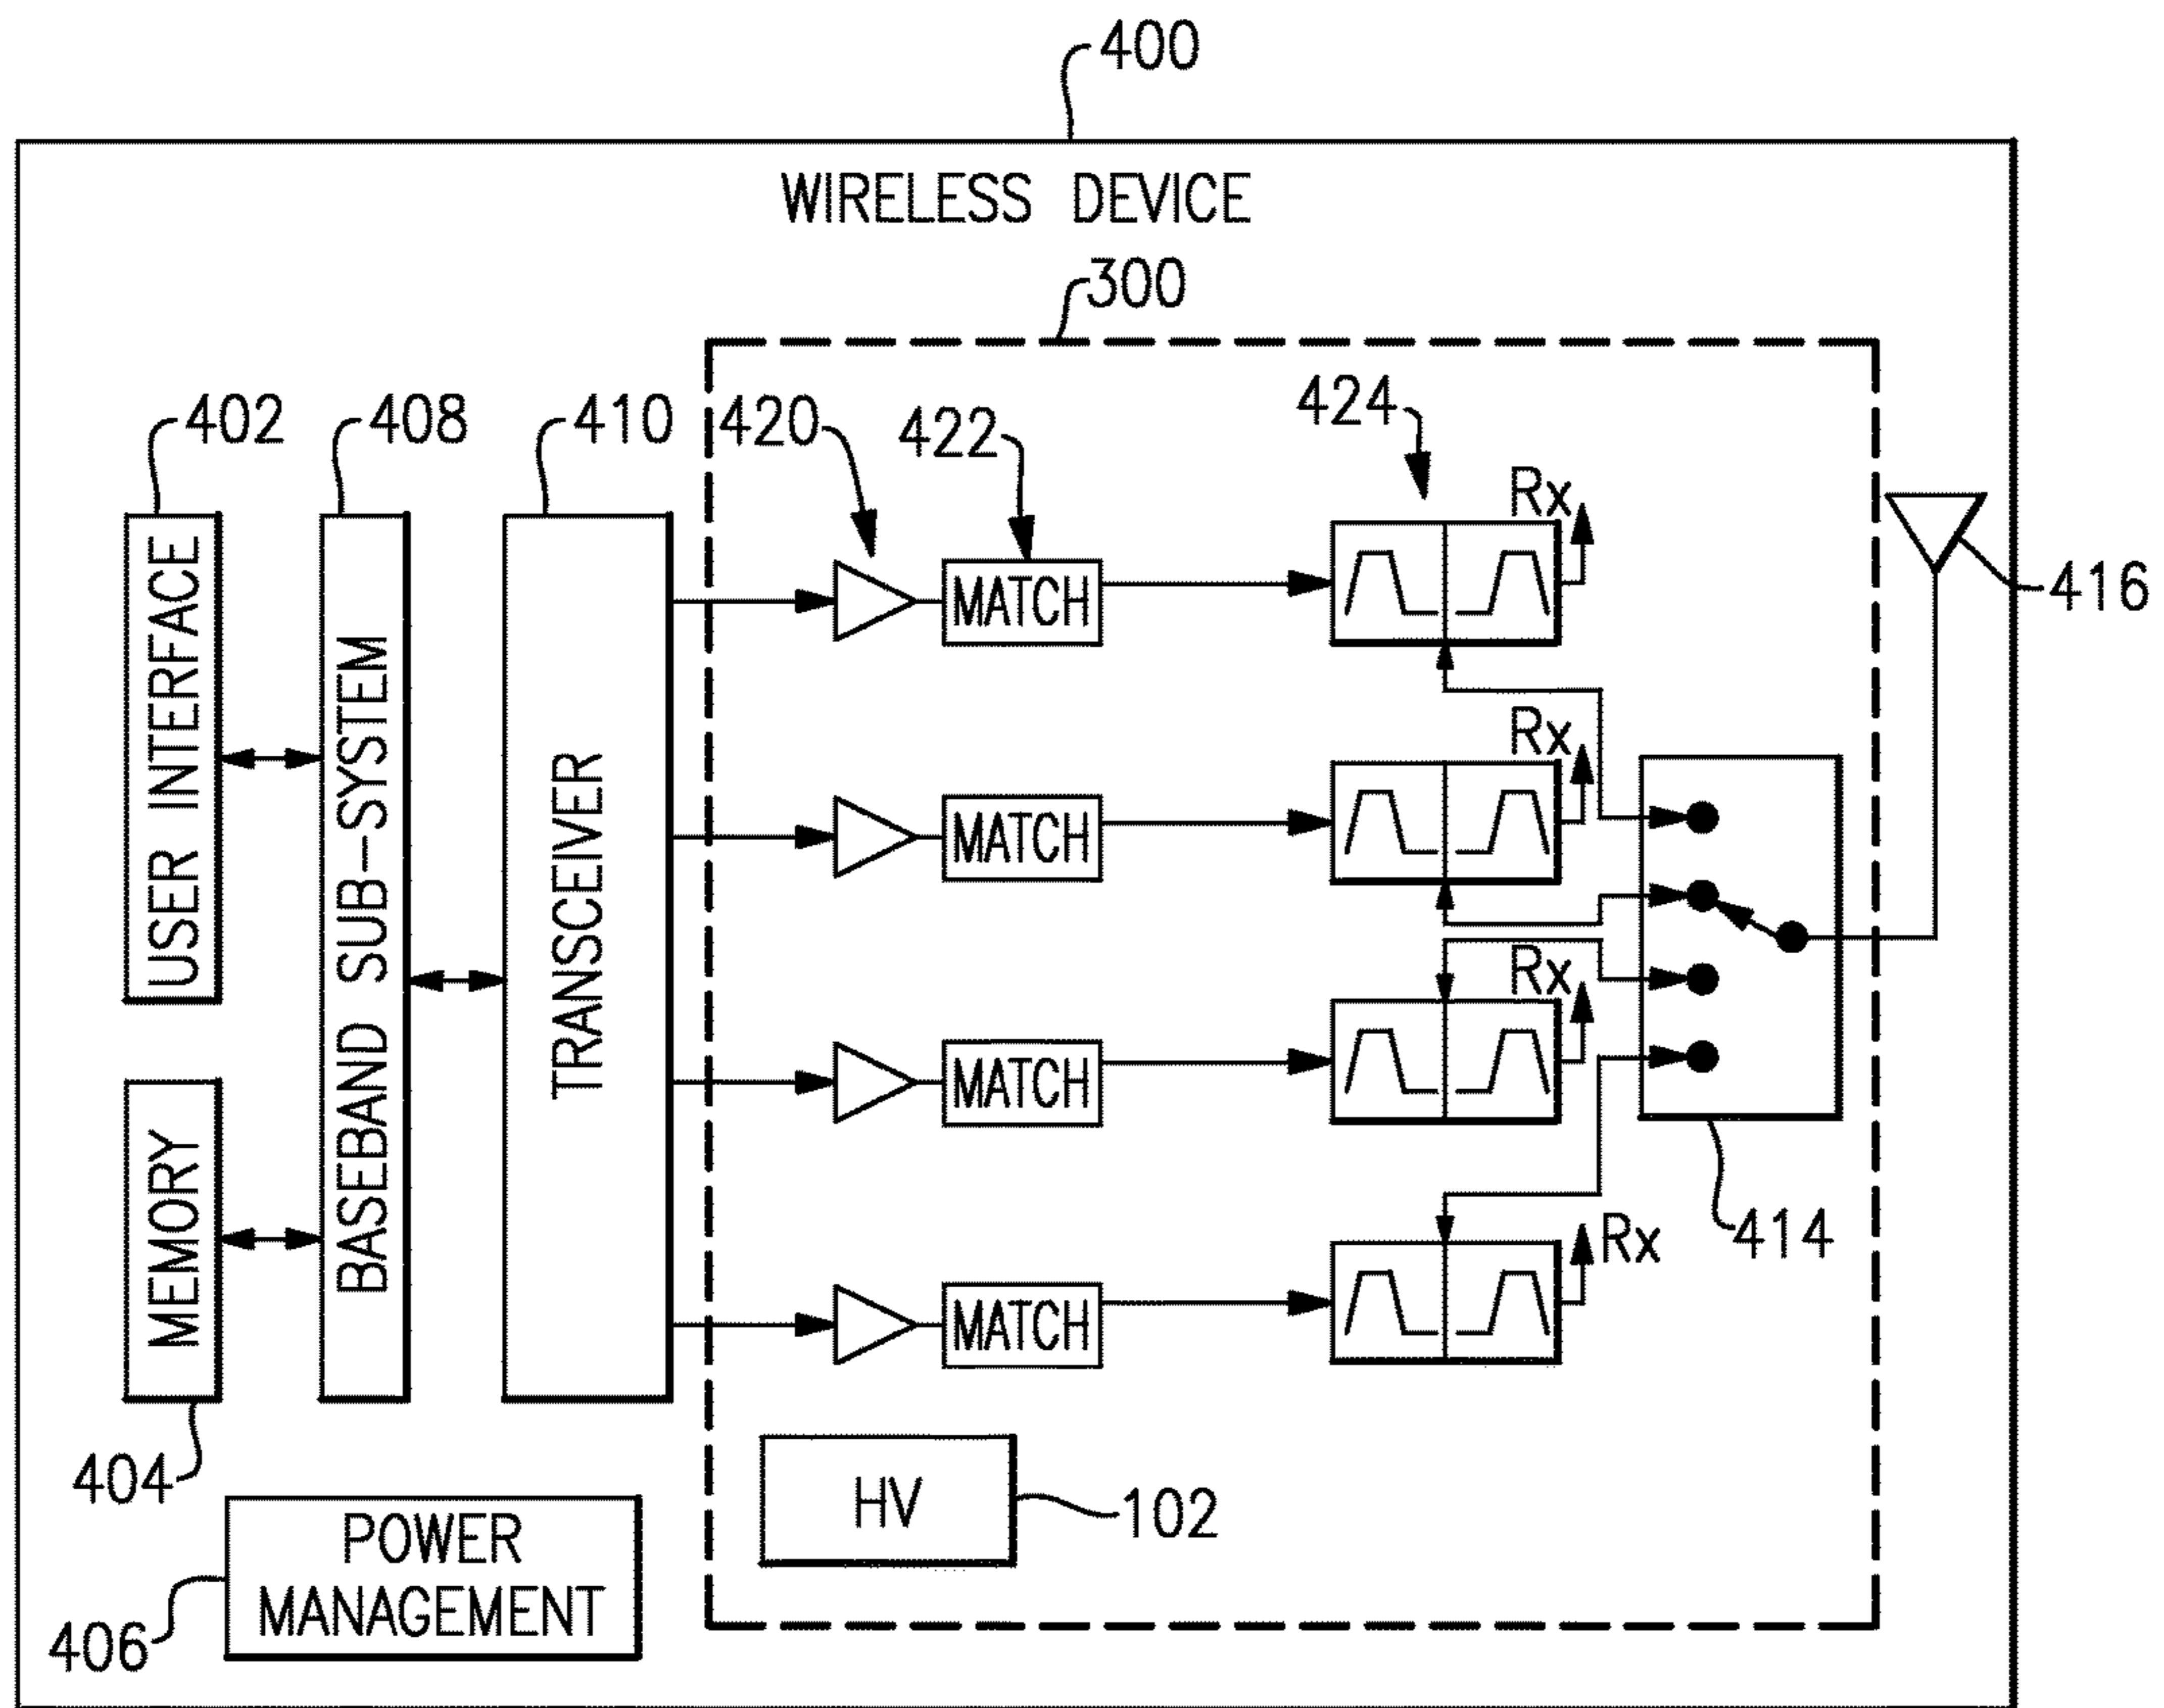 400
WIRELESS DEVICE
300
402
408
410
420
422
424
Rx
416
USER INTERFACE
BASEBAND SUB-SYSTEM
TRANSCEIVER
MATCH
Rx
MATCH
Rx
MATCH
Rx
MATCH
414
MEMORY
404
HV
102
POWER
MANAGEMENT
406